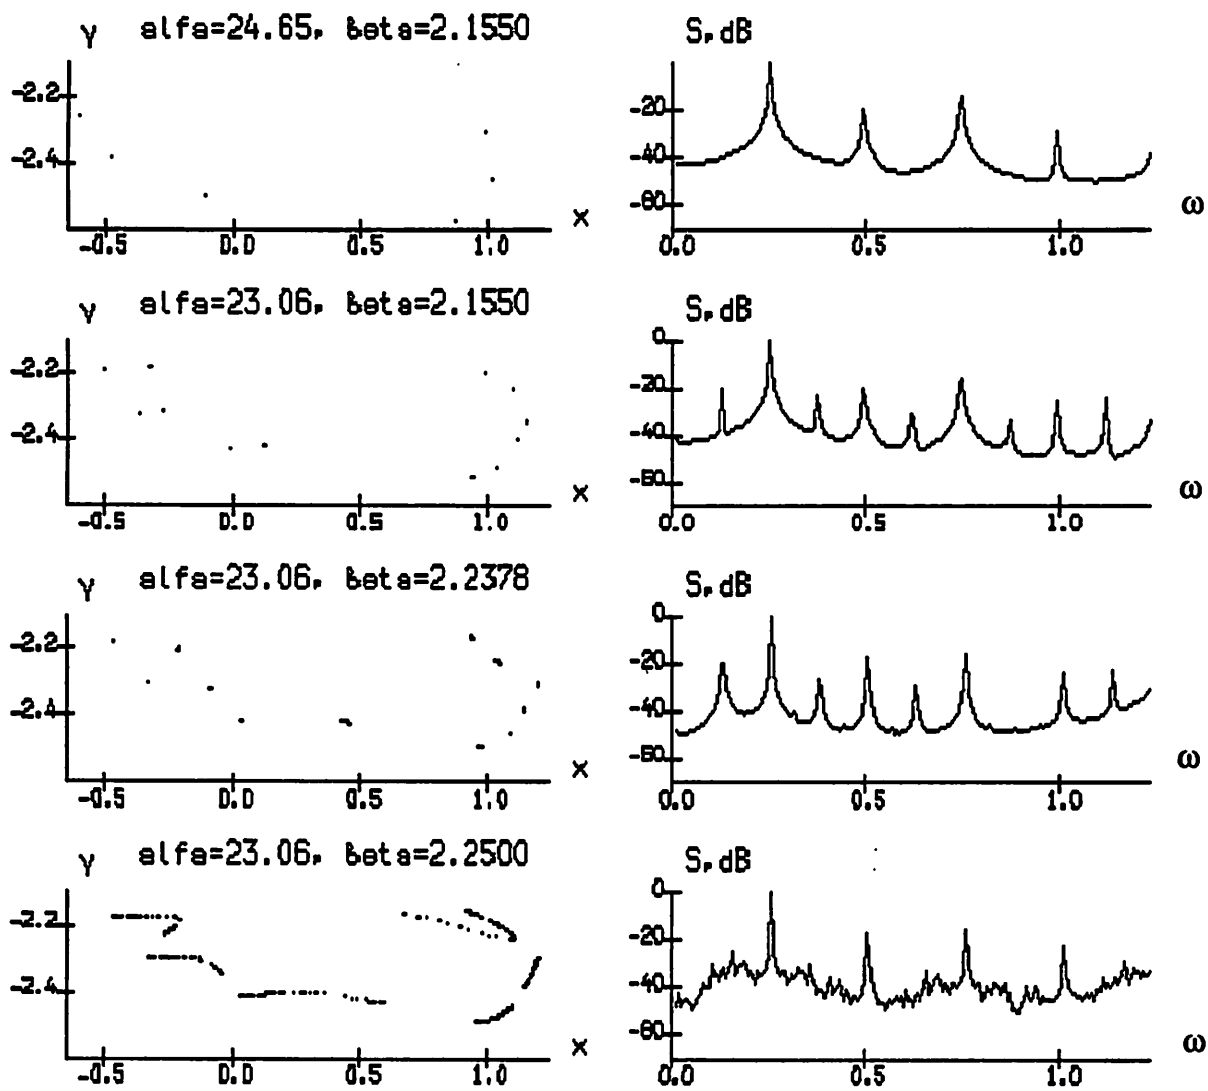 y alfa=24.65, beta=2.1550
S, dB
-2.2
-2.4
-0.5 0.0 0.5 1.0 x
-20
-40
-60
0.0 0.5 1.0 ω
y alfa=23.06, beta=2.1550
S, dB
-2.2
-2.4
-0.5 0.0 0.5 1.0 x
0
-20
-40
-60
0.0 0.5 1.0 ω
y alfa=23.06, beta=2.2378
S, dB
-2.2
-2.4
-0.5 0.0 0.5 1.0 x
0
-20
-40
-60
0.0 0.5 1.0 ω
y alfa=23.06, beta=2.2500
S, dB
-2.2
-2.4
-0.5 0.0 0.5 1.0 x
0
-20
-40
-60
0.0 0.5 1.0 ω